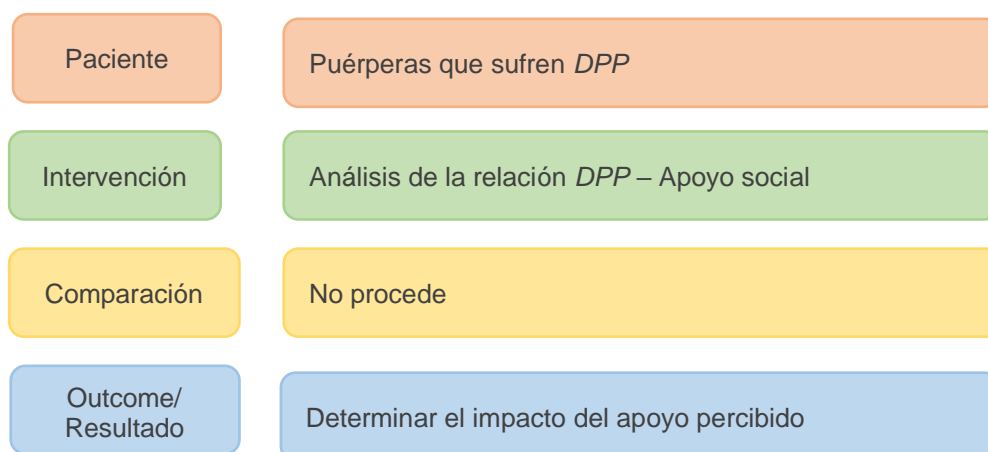 Paciente
Puérperas que sufren DPP
Intervención
Análisis de la relación DPP – Apoyo social
Comparación
No procede
Outcome/
Resultado
Determinar el impacto del apoyo percibido